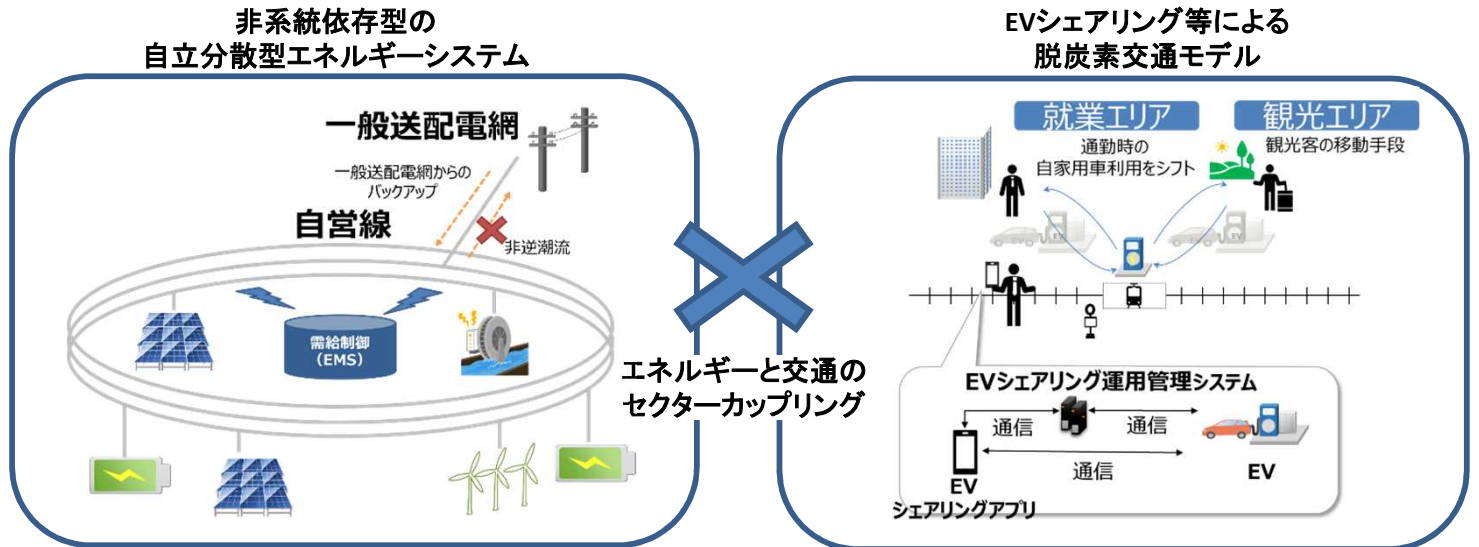 非系統依存型の
自立分散型エネルギーシステム
一般送配電網
一般送配電網からの
バックアップ
自営線
非逆潮流
需給制御
(EMS)
エネルギーと交通の
セクターカップリング
EVシェアリング等による
脱炭素交通モデル
就業エリア
通勤時の
自家用車利用をシフト
観光エリア
観光客の移動手段
EV
EV
EVシェアリング運用管理システム
通信
通信
通信
EV
シェアリングアプリ
EV